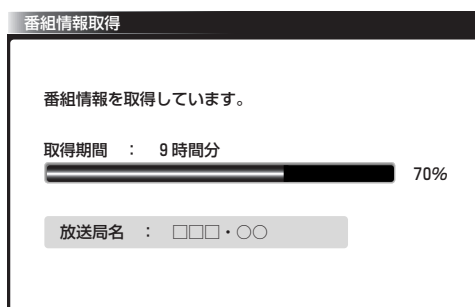 番組情報取得
番組情報を取得しています。
取得期間 : 9時間分
70%
放送局名 : □□□・○○